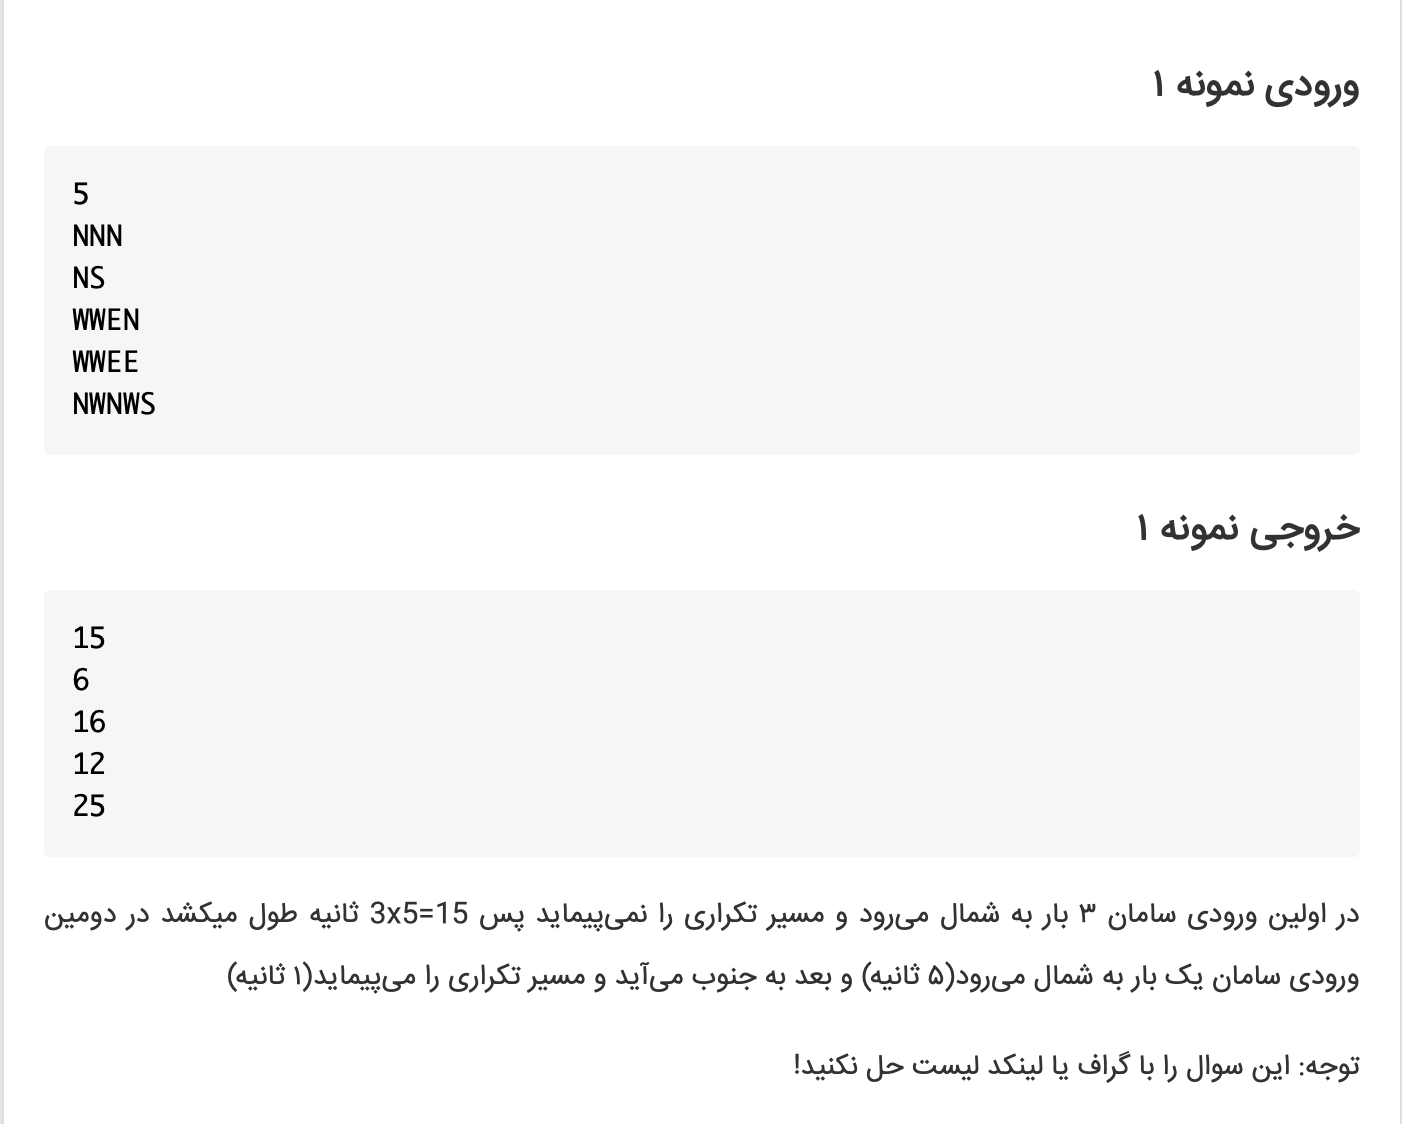 ورودی نمونه ۱
5
NNN
NS
WWEN
WWEE
NWNWS
خروجی نمونه ۱
15
6
16
12
25
در اولین ورودی سامان ۳ بار به شمال می‌رود و مسیر تکراری را نمی‌پیماید پس 3x5=15 ثانیه طول میکشد در دومین
ورودی سامان یک بار به شمال می‌رود(۵ ثانیه) و بعد به جنوب می‌آید و مسیر تکراری را می‌پیماید(۱ ثانیه)
توجه: این سوال را با گراف یا لینکد لیست حل نکنید!